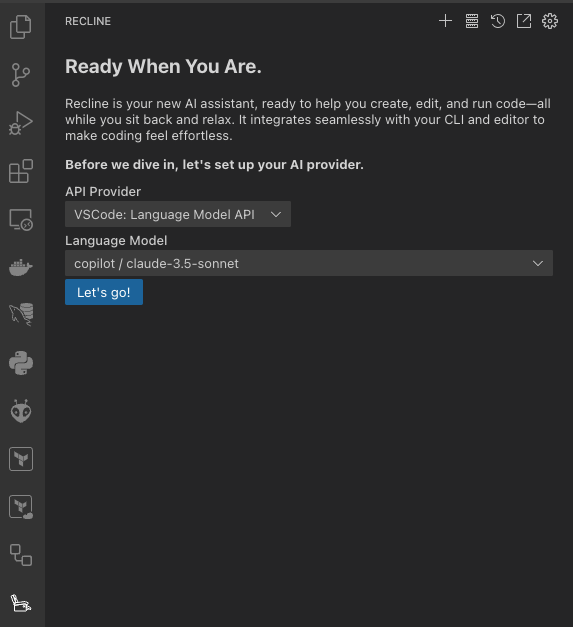 RECLINE
Ready When You Are.
Recline is your new AI assistant, ready to help you create, edit, and run code—all
while you sit back and relax. It integrates seamlessly with your CLI and editor to
make coding feel effortless.
Before we dive in, let's set up your AI provider.
API Provider
VSCode: Language Model API
Language Model
copilot / claude-3.5-sonnet
Let's go!